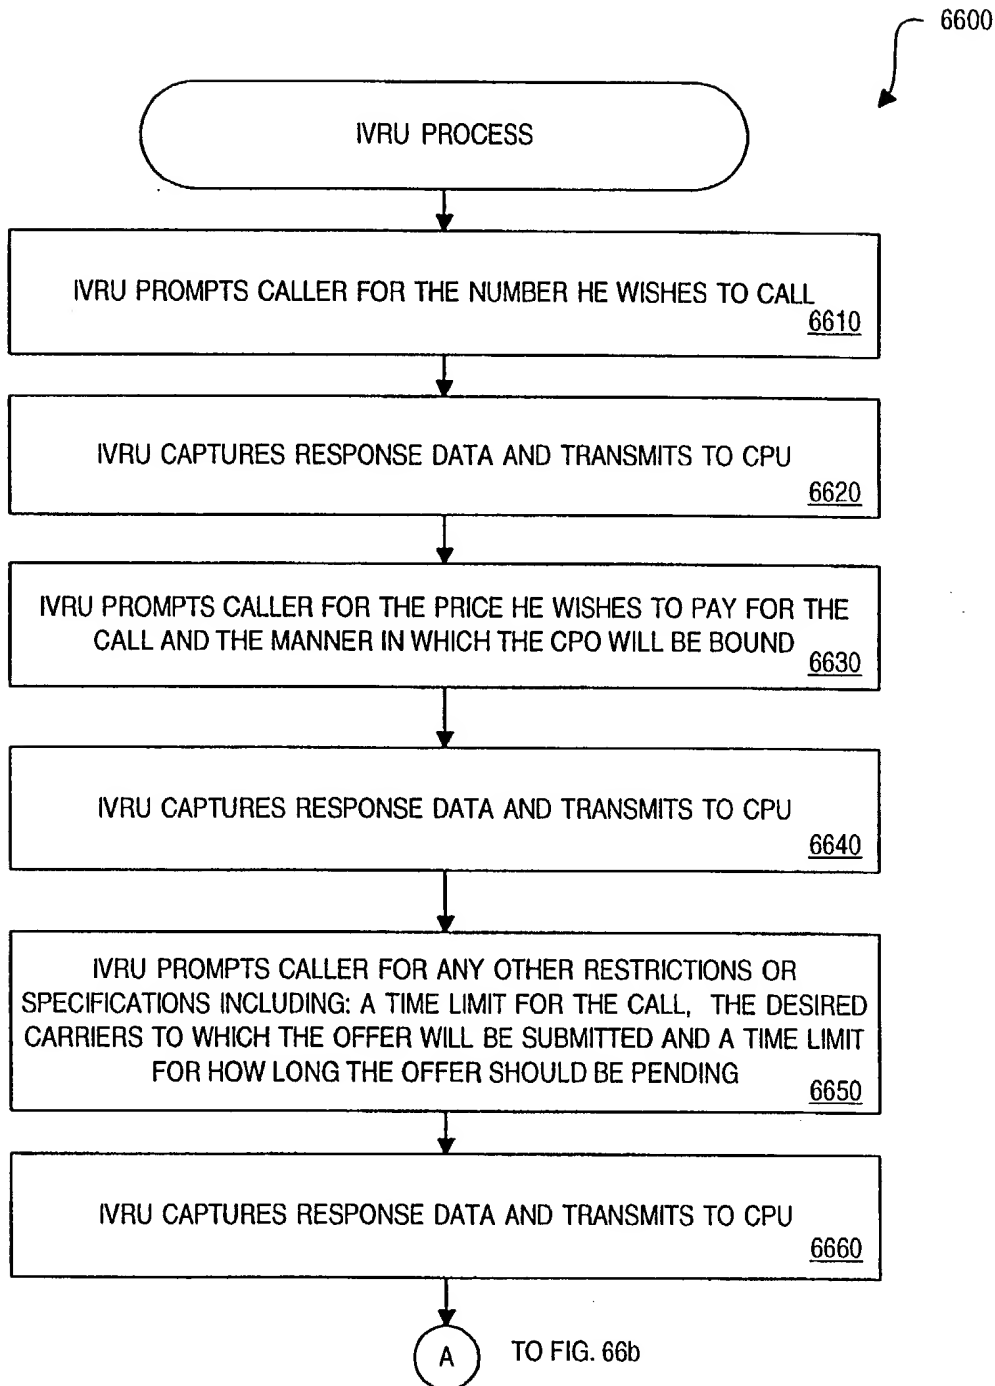 6600
IVRU PROCESS
IVRU PROMPTS CALLER FOR THE NUMBER HE WISHES TO CALL
6610
IVRU CAPTURES RESPONSE DATA AND TRANSMITS TO CPU
6620
IVRU PROMPTS CALLER FOR THE PRICE HE WISHES TO PAY FOR THE
CALL AND THE MANNER IN WHICH THE CPO WILL BE BOUND
6630
IVRU CAPTURES RESPONSE DATA AND TRANSMITS TO CPU
6640
IVRU PROMPTS CALLER FOR ANY OTHER RESTRICTIONS OR
SPECIFICATIONS INCLUDING: A TIME LIMIT FOR THE CALL, THE DESIRED
CARRIERS TO WHICH THE OFFER WILL BE SUBMITTED AND A TIME LIMIT
FOR HOW LONG THE OFFER SHOULD BE PENDING
6650
IVRU CAPTURES RESPONSE DATA AND TRANSMITS TO CPU
6660
A TO FIG. 66b